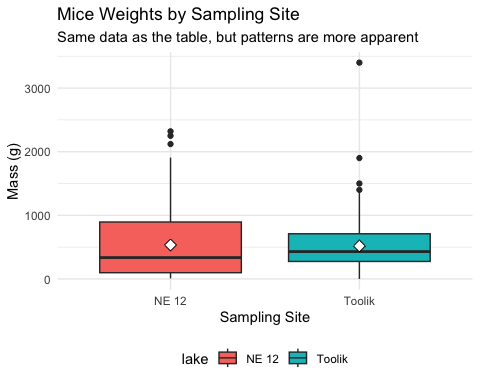 Mice Weights by Sampling Site
Same data as the table, but patterns are more apparent
Mass (g)
3000
2000
1000
0
NE 12
Toolik
Sampling Site
lake
NE 12
Toolik